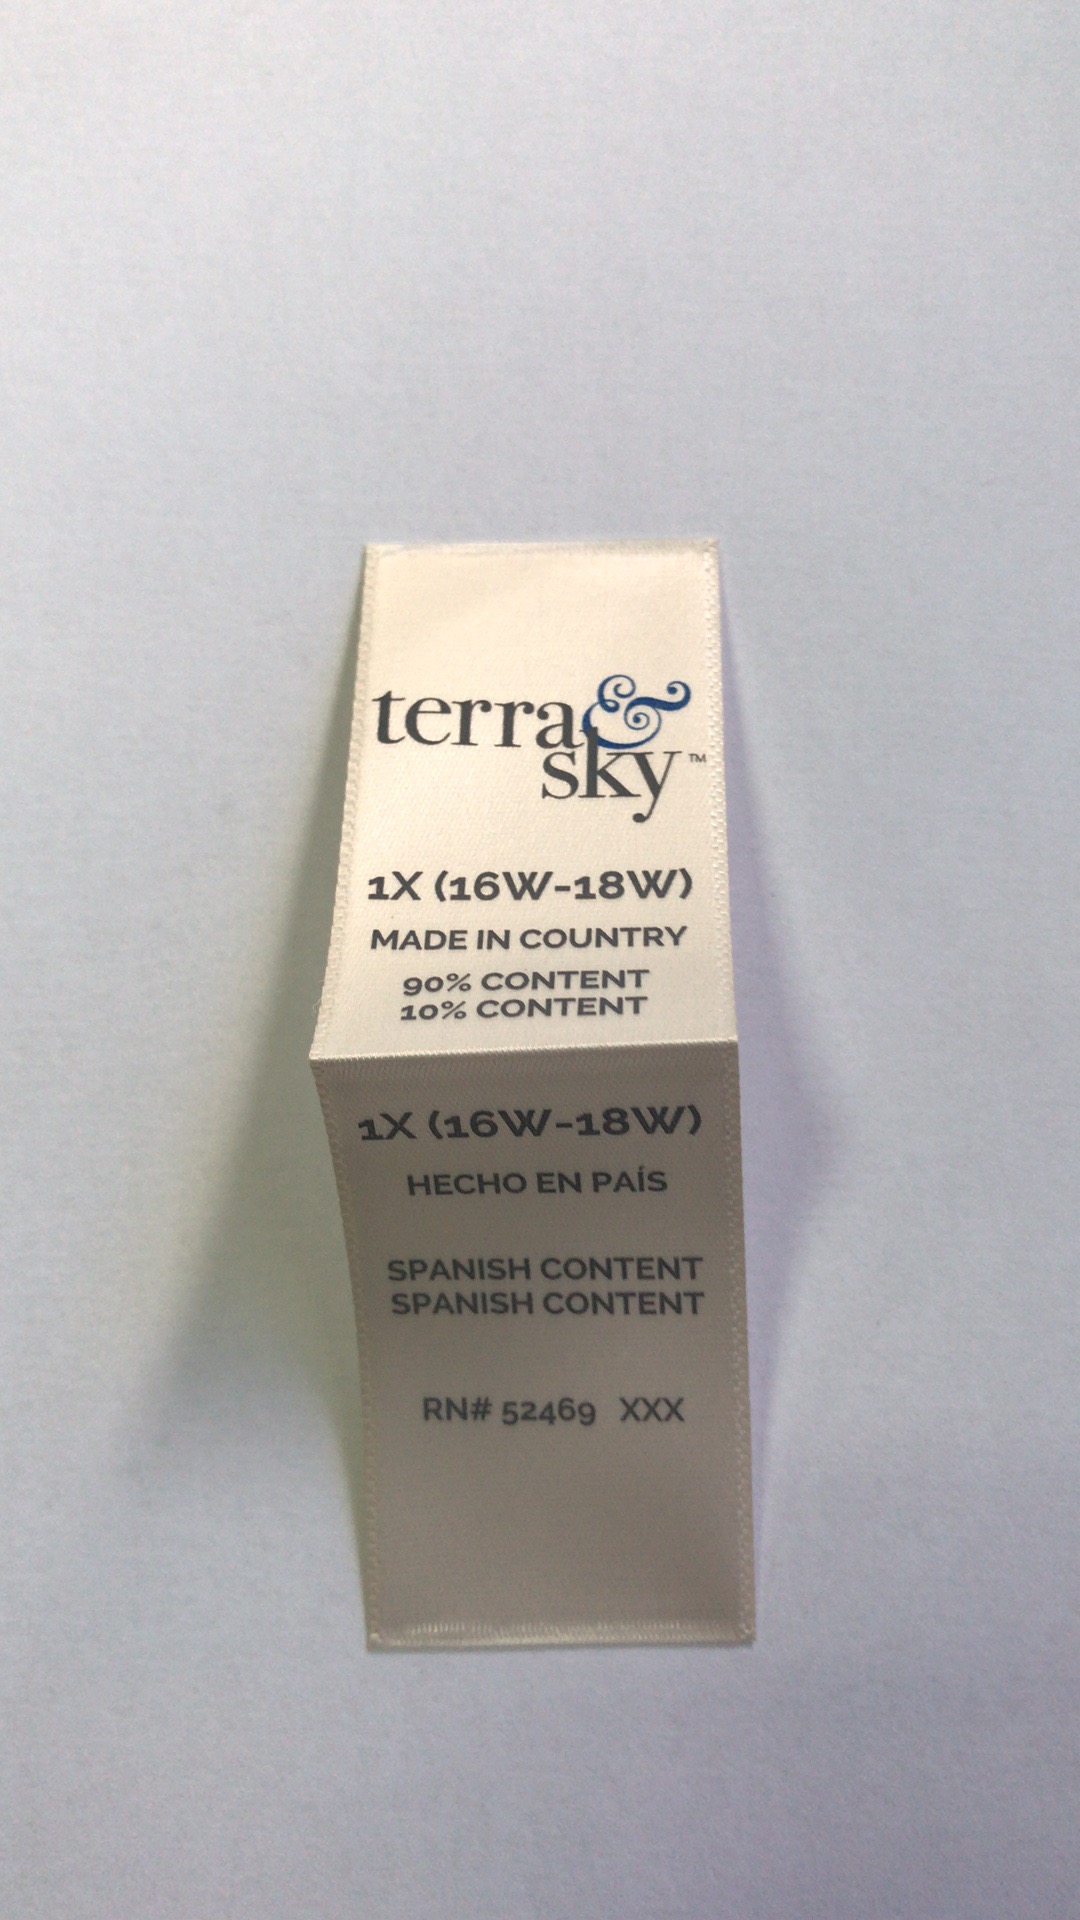 terra &
sky™
1X (16W-18W)
MADE IN COUNTRY
90% CONTENT
10% CONTENT
1X (16W-18W)
HECHO EN PAÍS
SPANISH CONTENT
SPANISH CONTENT
RN# 52469 XXX